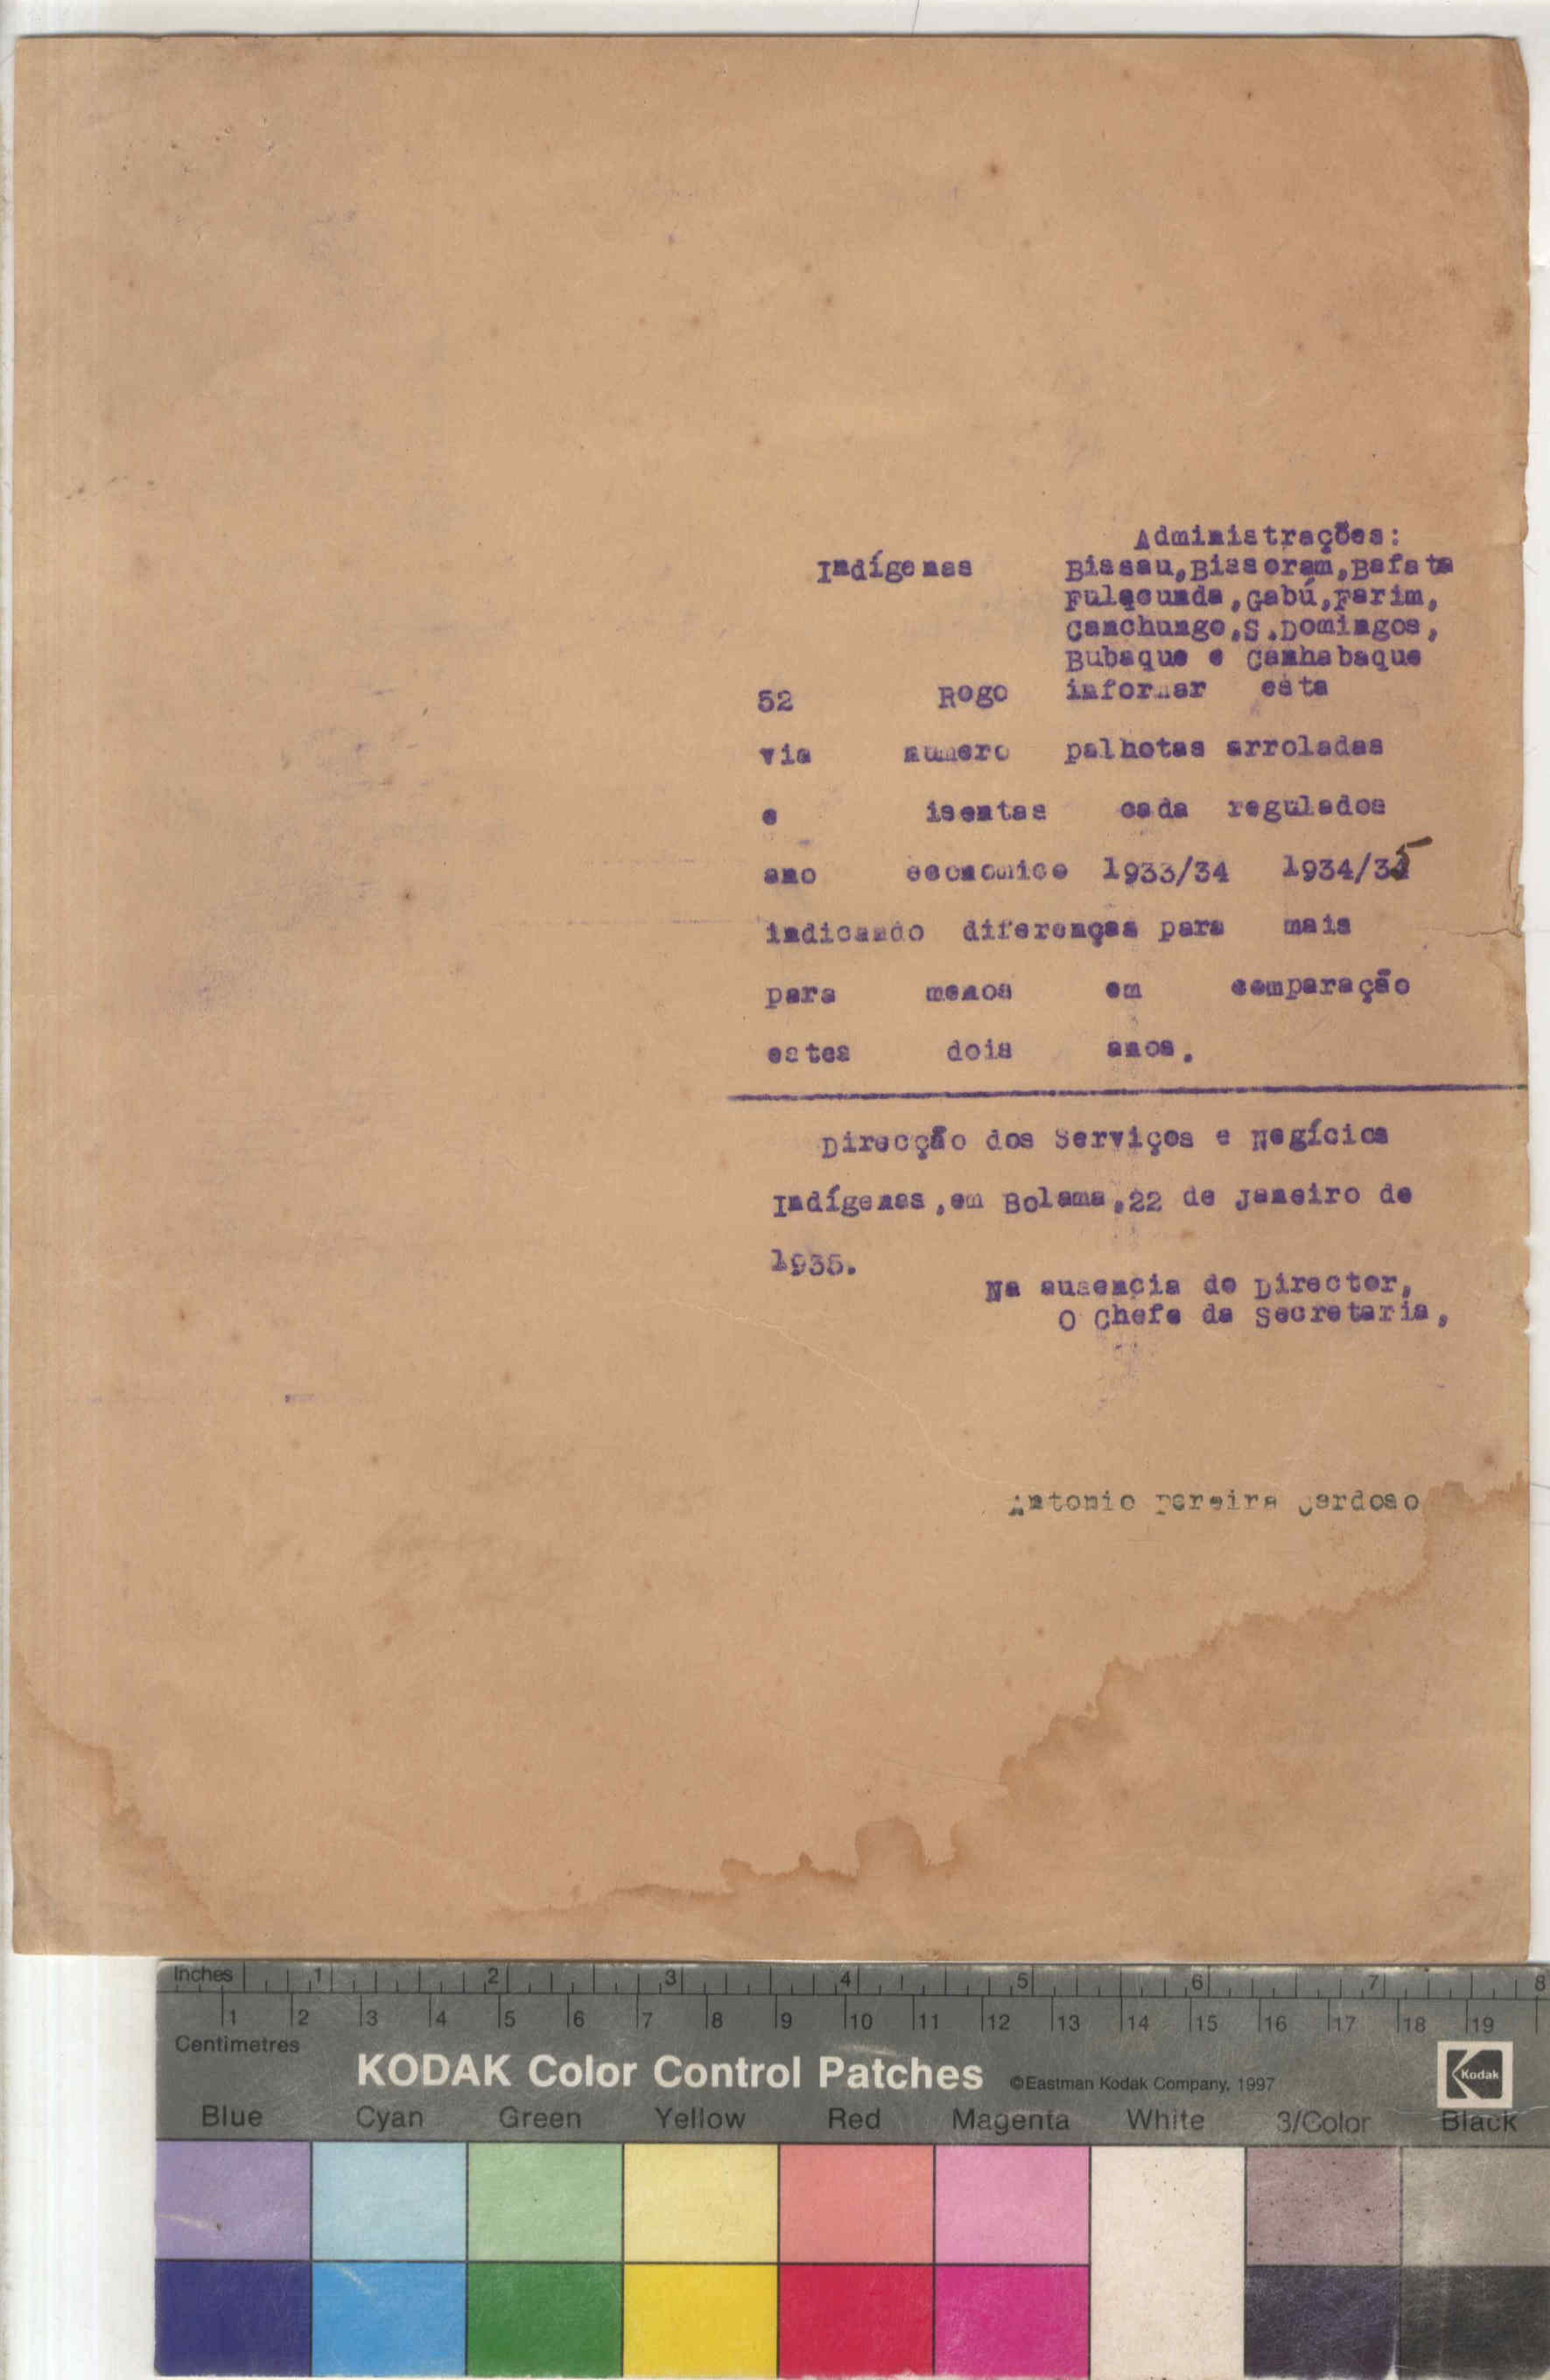 Administrações:
Indígenas Bissau,Bissoram,Bafata
Fulacunda,Gabú,Farim,
Canchungo,S.Domingos,
Bubaque e Canhabaque
52 Rogo informar esta
via numero palhotas arroladas
e isentas cada regulados
ano economico 1933/34 1934/35
indicando diferenças para mais
para menos em comparação
estes dois anos.
Direcção dos Serviços e Negícios
Indígenas,em Bolama,22 de Janeiro de
1935.
Na ausencia do Director,
O Chefe da Secretaria,
Antonio Pereira Cardoso
Inches 1 2 3 4 5 6 7 8
1 2 3 4 5 6 7 8 9 10 11 12 13 14 15 16 17 18 19
Centimetres
KODAK Color Control Patches ©Eastman Kodak Company, 1997 Kodak
Blue Cyan Green Yellow Red Magenta White 3/Color Black